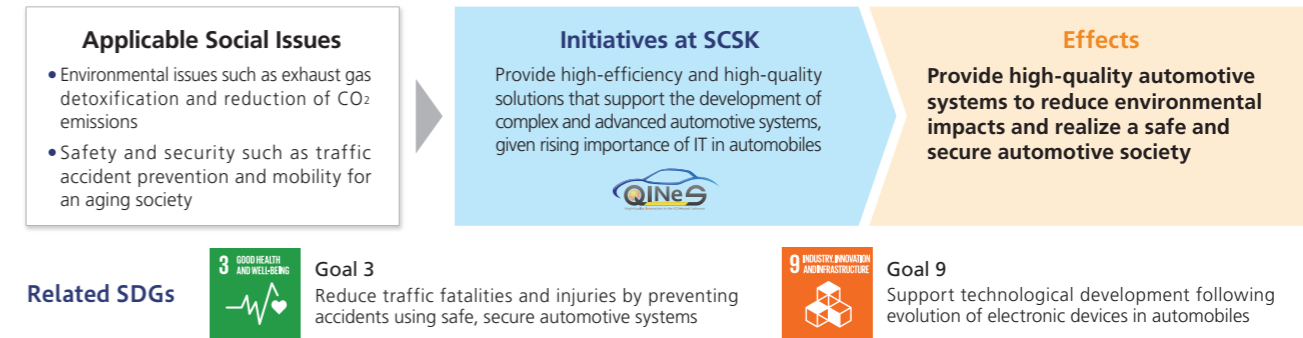 Applicable Social Issues
• Environmental issues such as exhaust gas
detoxification and reduction of CO2
emissions
• Safety and security such as traffic
accident prevention and mobility for
an aging society
Initiatives at SCSK
Provide high-efficiency and high-quality
solutions that support the development of
complex and advanced automotive systems,
given rising importance of IT in automobiles
QINeS
Effects
Provide high-quality automotive
systems to reduce environmental
impacts and realize a safe and
secure automotive society
Related SDGs
3 GOOD HEALTH
AND WELL-BEING
Goal 3
Reduce traffic fatalities and injuries by preventing
accidents using safe, secure automotive systems
9 INDUSTRY, INNOVATION
AND INFRASTRUCTURE
Goal 9
Support technological development following
evolution of electronic devices in automobiles